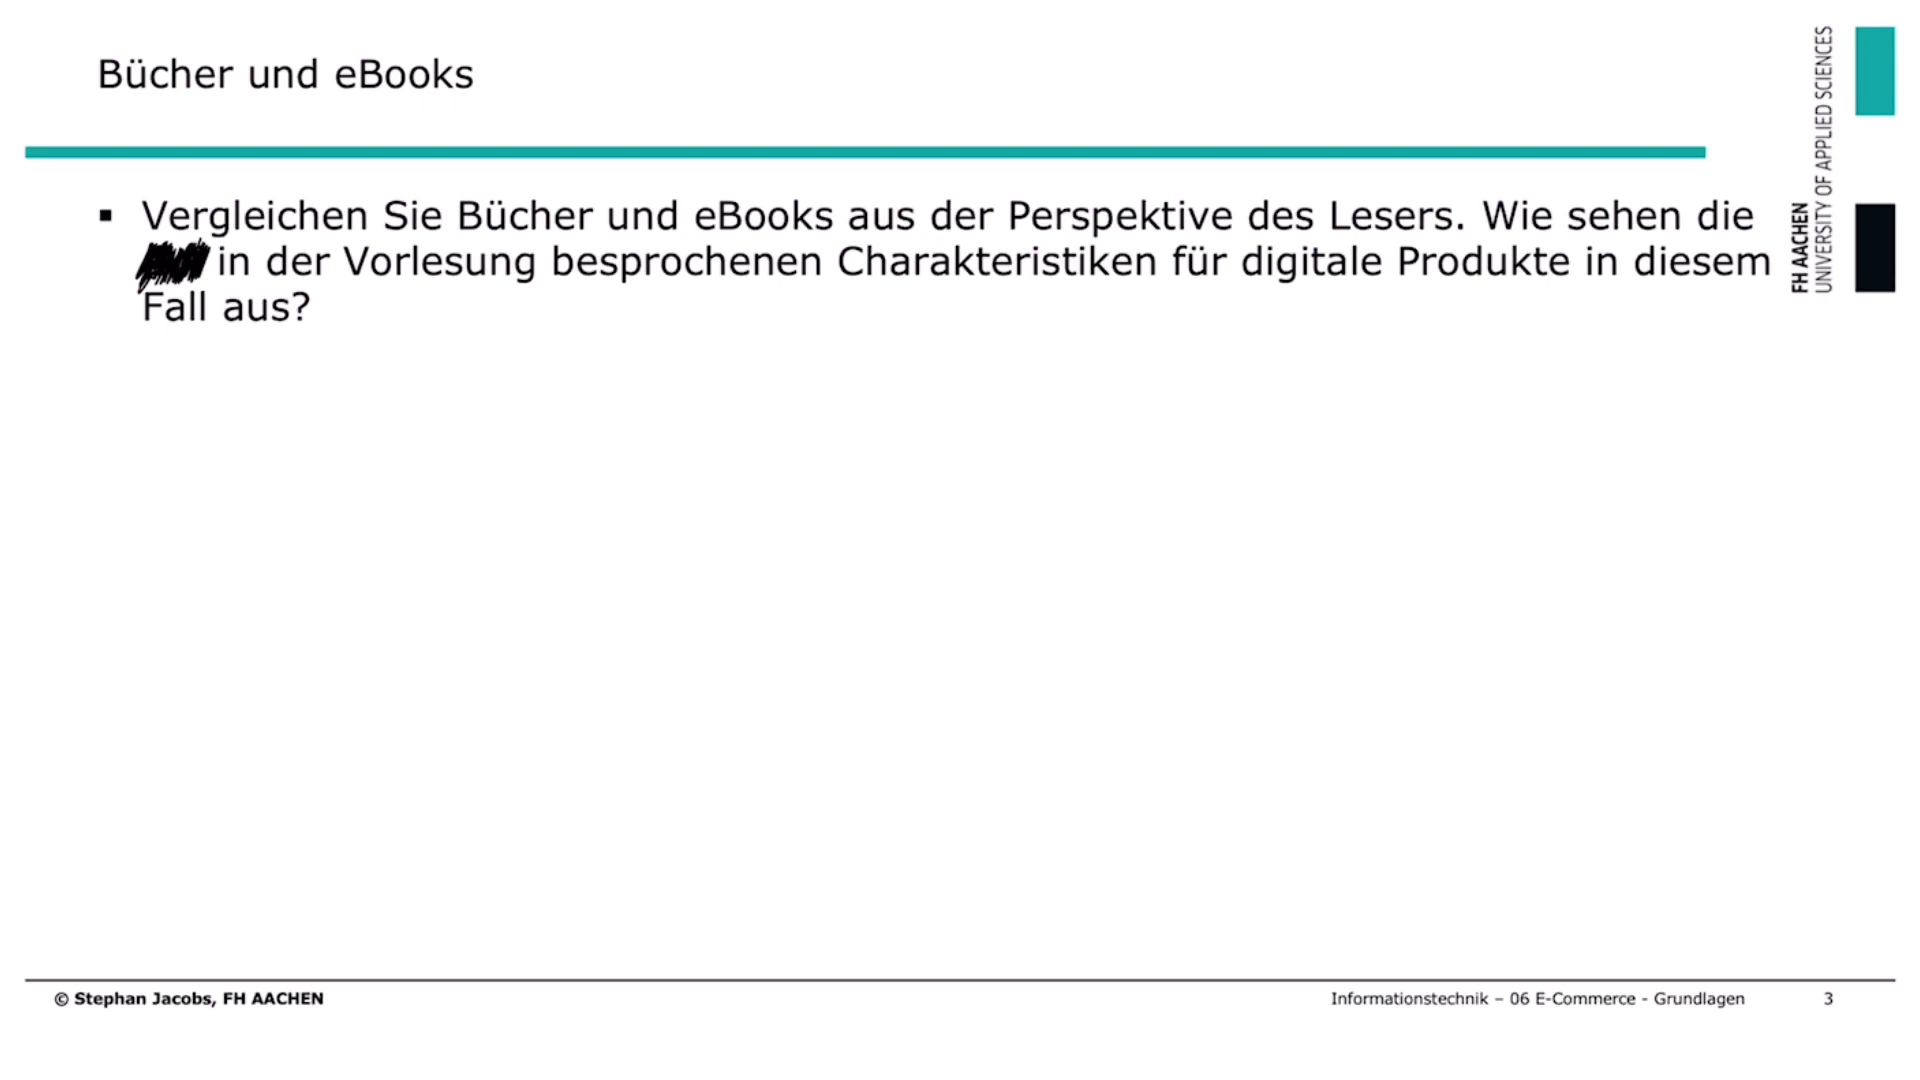 Bücher und eBooks
FH AACHEN
UNIVERSITY OF APPLIED SCIENCES
▪ Vergleichen Sie Bücher und eBooks aus der Perspektive des Lesers. Wie sehen die
in der Vorlesung besprochenen Charakteristiken für digitale Produkte in diesem
Fall aus?
© Stephan Jacobs, FH AACHEN
Informationstechnik – 06 E-Commerce - Grundlagen 3